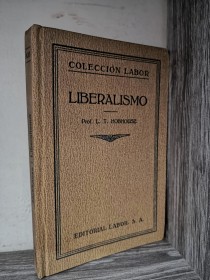 COLECCIÓN LABOR
LIBERALISMO
Prof. L. T. HOBHOUSE
EDITORIAL LABOR, S. A.